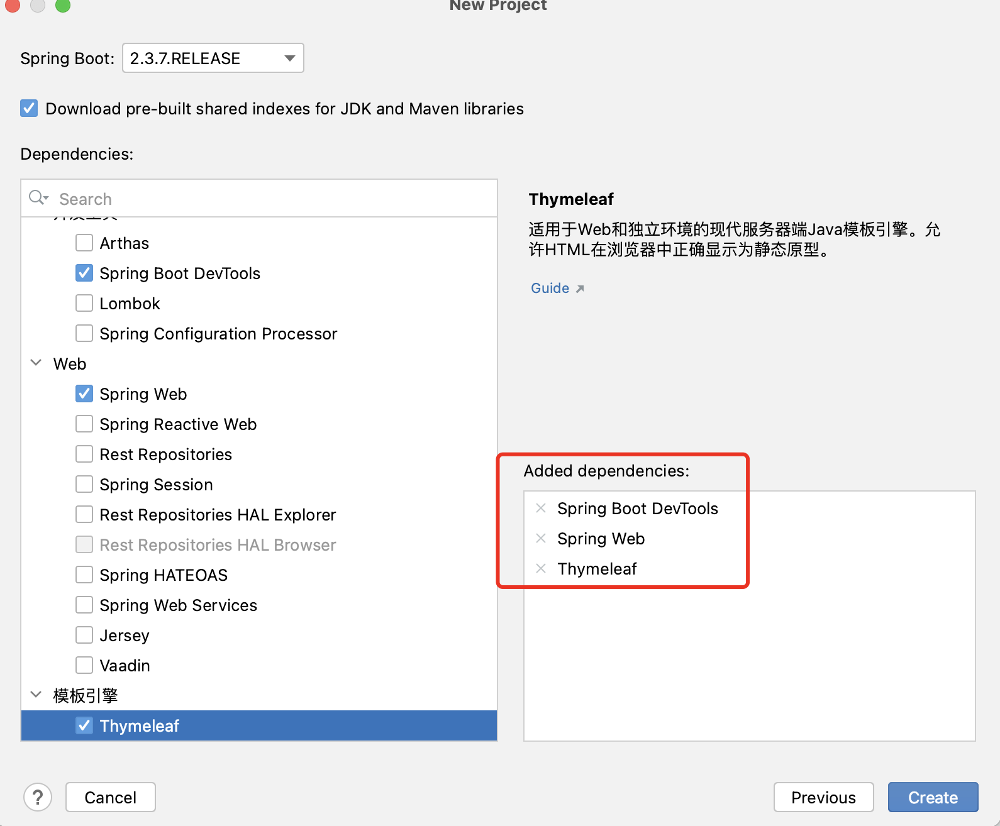 New Project
Spring Boot: 2.3.7.RELEASE
Download pre-built shared indexes for JDK and Maven libraries
Dependencies:
Search
开发工具
Arthas
Spring Boot DevTools
Lombok
Spring Configuration Processor
Web
Spring Web
Spring Reactive Web
Rest Repositories
Spring Session
Rest Repositories HAL Explorer
Rest Repositories HAL Browser
Spring HATEOAS
Spring Web Services
Jersey
Vaadin
模板引擎
Thymeleaf
Thymeleaf
适用于Web和独立环境的现代服务器端Java模板引擎。允
许HTML在浏览器中正确显示为静态原型。
Guide
Added dependencies:
Spring Boot DevTools
Spring Web
Thymeleaf
?
Cancel
Previous
Create